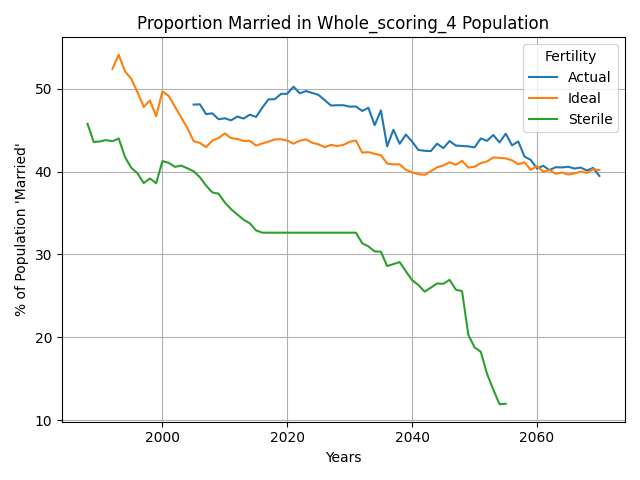 Proportion Married in Whole_scoring_4 Population
Fertility
Actual
Ideal
Sterile
% of Population 'Married'
50
40
30
20
10
2000 2020 2040 2060
Years